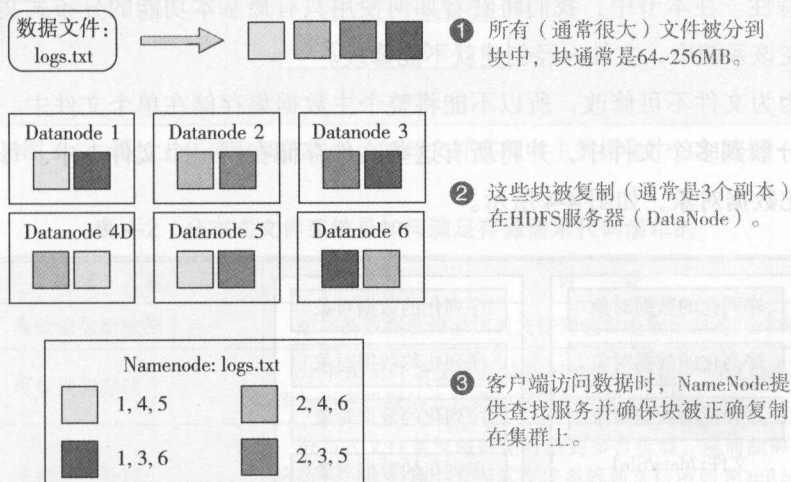 数据文件:
logs.txt
❶ 所有（通常很大）文件被分到
块中，块通常是64~256MB。
Datanode 1
Datanode 2
Datanode 3
Datanode 4D
Datanode 5
Datanode 6
❷ 这些块被复制（通常是3个副本）
在HDFS服务器（DataNode）。
Namenode: logs.txt
1, 4, 5
2, 4, 6
1, 3, 6
2, 3, 5
❸ 客户端访问数据时，NameNode提
供查找服务并确保块被正确复制
在集群上。